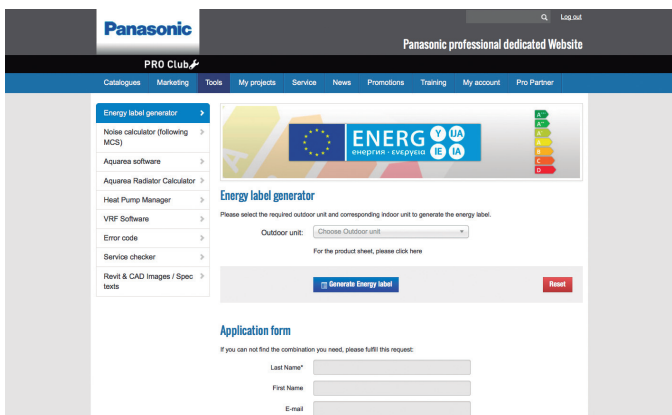 Panasonic
Log out
Panasonic professional dedicated Website
PRO Club
Catalogues Marketing Tools My projects Service News Promotions Training My account Pro Partner
Energy label generator
Noise calculator (following
MCS)
Aquarea software
Aquarea Radiator Calculator
Heat Pump Manager
VRF Software
Error code
Service checker
Revit & CAD Images / Spec
texts
ENERG Y IJA
енергия · ενεργεια IE IA
A+++
A++
A+
A
B
C
D
Energy label generator
Please select the required outdoor unit and corresponding indoor unit to generate the energy label.
Outdoor unit: Choose Outdoor unit
For the product sheet, please click here
Generate Energy label
Reset
Application form
If you can not find the combination you need, please fulfill this request:
Last Name*
First Name
E-mail